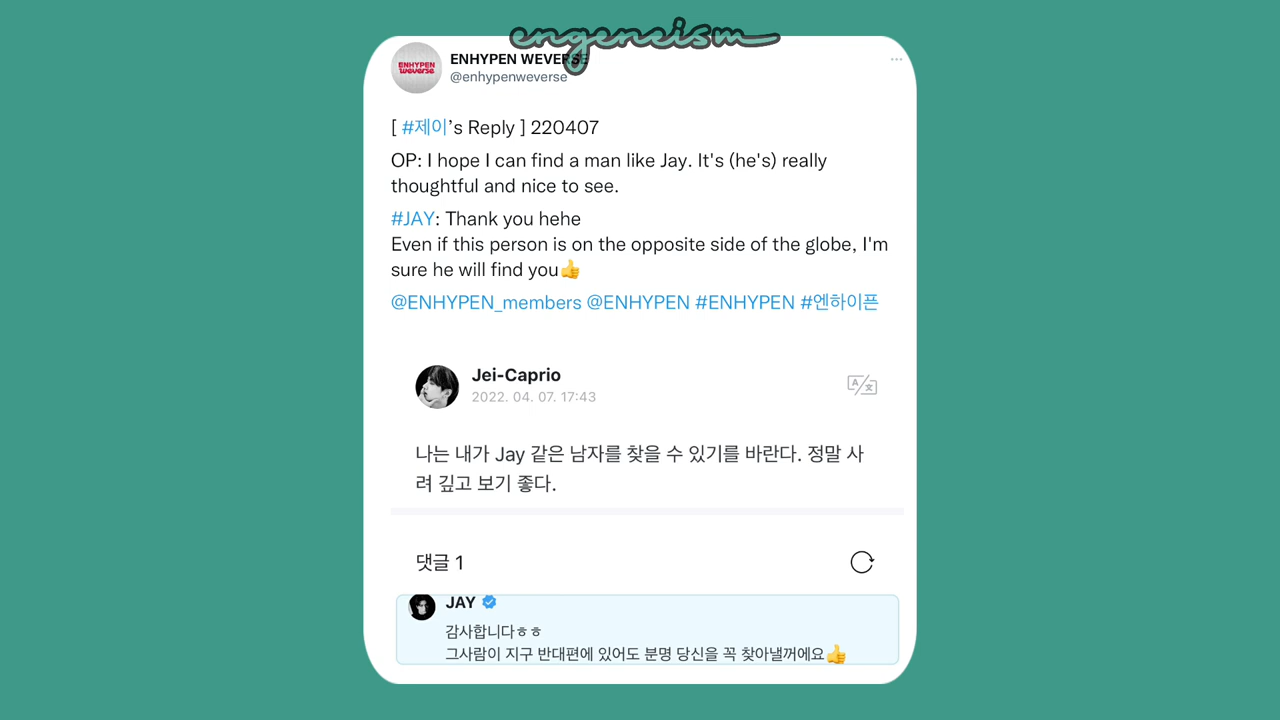 engeneism
ENHYPEN weverse
ENHYPEN WEVERSE
@enhypenweverse
[ #제이's Reply ] 220407
OP: I hope I can find a man like Jay. It's (he's) really
thoughtful and nice to see.
#JAY: Thank you hehe
Even if this person is on the opposite side of the globe, I'm
sure he will find you👍
@ENHYPEN_members @ENHYPEN #ENHYPEN #엔하이픈
Jei-Caprio
2022. 04. 07. 17:43
A 文
나는 내가 Jay 같은 남자를 찾을 수 있기를 바란다. 정말 사
려 깊고 보기 좋다.
댓글 1
JAY
감사합니다ㅎㅎ
그사람이 지구 반대편에 있어도 분명 당신을 꼭 찾아낼꺼에요👍